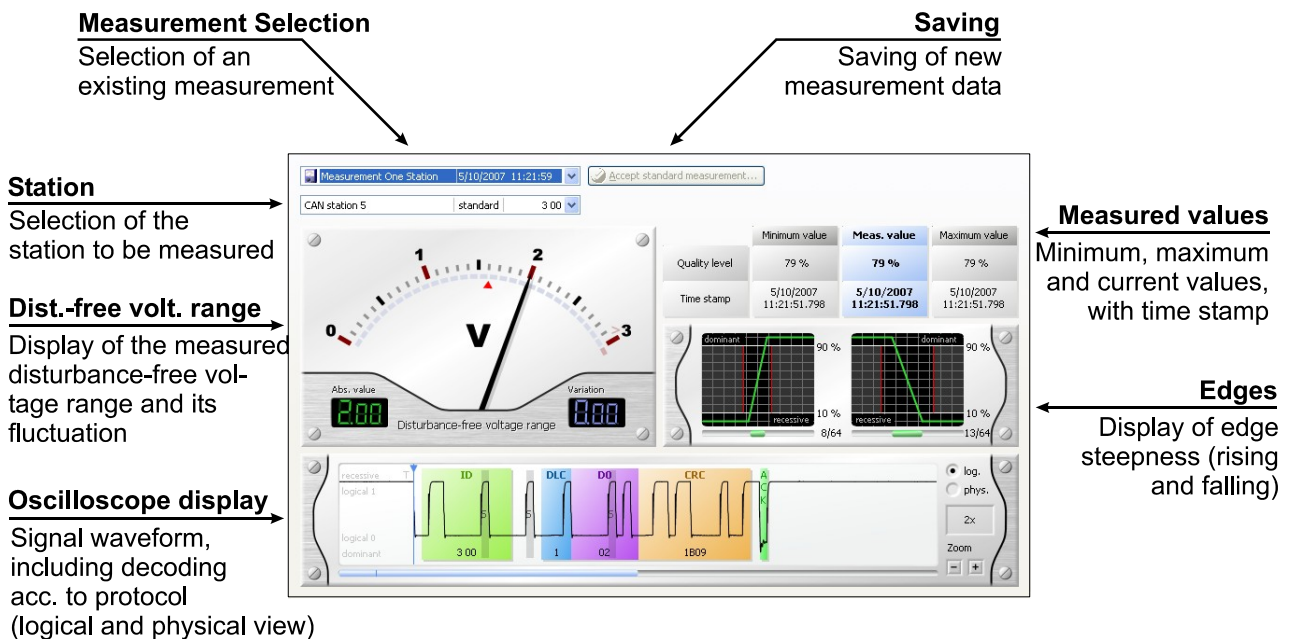 Measurement Selection
Selection of an
existing measurement
Saving
Saving of new
measurement data
Station
Selection of the
station to be measured
Dist.-free volt. range
Display of the measured
disturbance-free vol-
tage range and its
fluctuation
Oscilloscope display
Signal waveform,
including decoding
acc. to protocol
(logical and physical view)
Measurement One Station 5/10/2007 11:21:59
Accept standard measurement...
CAN station 5 standard 3 00
0 1 2 3
>
V
Abs. value
2.00
Variation
0.00
Disturbance-free voltage range
Minimum value Meas. value Maximum value
Quality level 79 % 79 % 79 %
Time stamp 5/10/2007 5/10/2007 5/10/2007
11:21:51.798 11:21:51.798 11:21:51.798
dominant 90 % dominant 90 %
recessive 10 % recessive 10 %
8/64 13/64
recessive T ID DLC D0 CRC ACK
logical 1
S S S
logical 0
dominant 3 00 1 02 1B09
log.
phys.
2x
Zoom
- +
Measured values
Minimum, maximum
and current values,
with time stamp
Edges
Display of edge
steepness (rising
and falling)